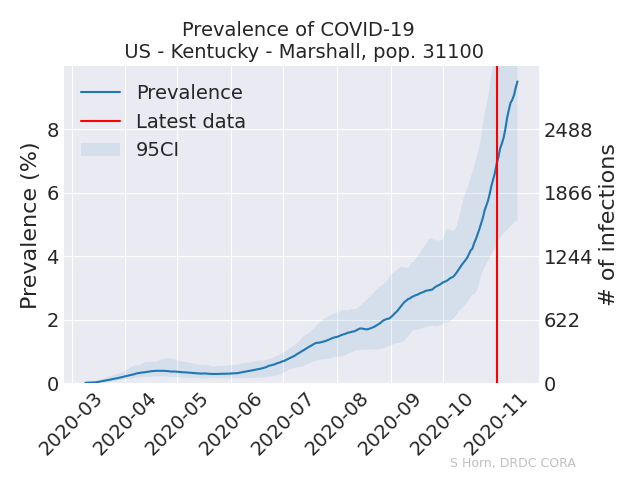 Prevalence of COVID-19
US - Kentucky - Marshall, pop. 31100
Prevalence
Latest data
95CI
Prevalence (%)
8
6
4
2
0
2488
1866
1244
622
0
# of infections
2020-03
2020-04
2020-05
2020-06
2020-07
2020-08
2020-09
2020-10
2020-11
S Horn, DRDC CORA